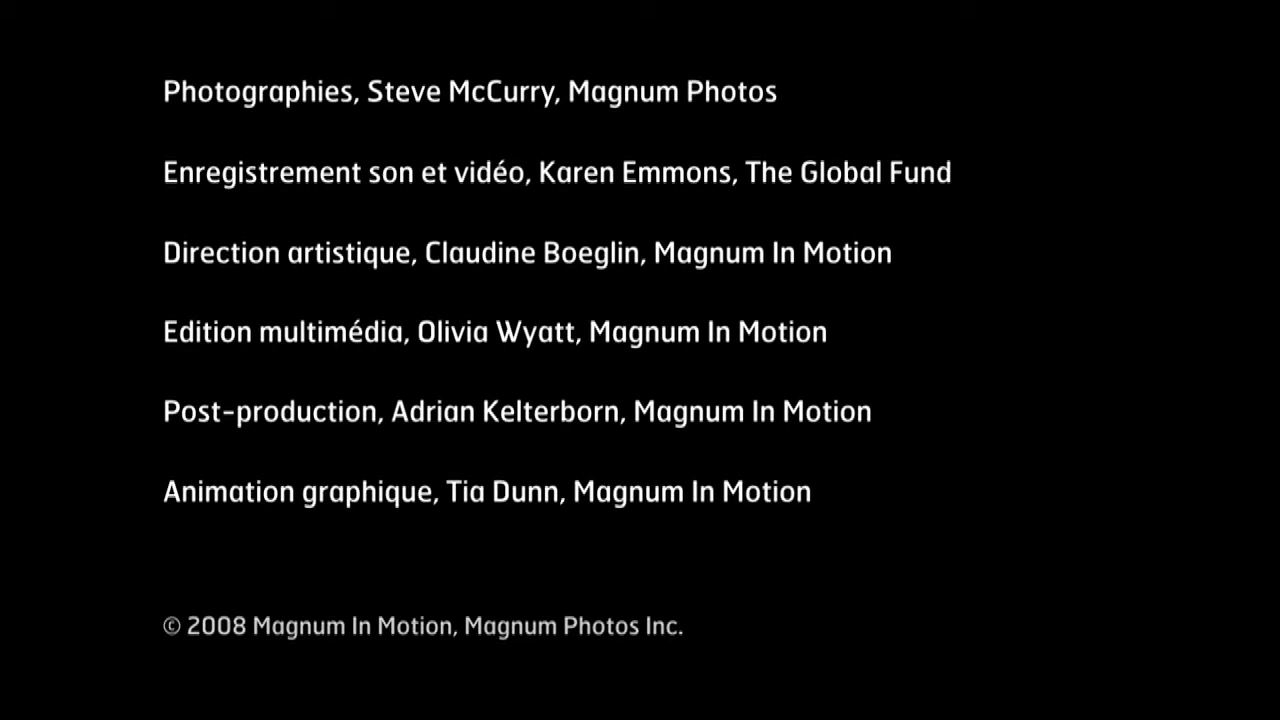 Photographies, Steve McCurry, Magnum Photos
Enregistrement son et vidéo, Karen Emmons, The Global Fund
Direction artistique, Claudine Boeglin, Magnum In Motion
Edition multimédia, Olivia Wyatt, Magnum In Motion
Post-production, Adrian Kelterborn, Magnum In Motion
Animation graphique, Tia Dunn, Magnum In Motion
© 2008 Magnum In Motion, Magnum Photos Inc.